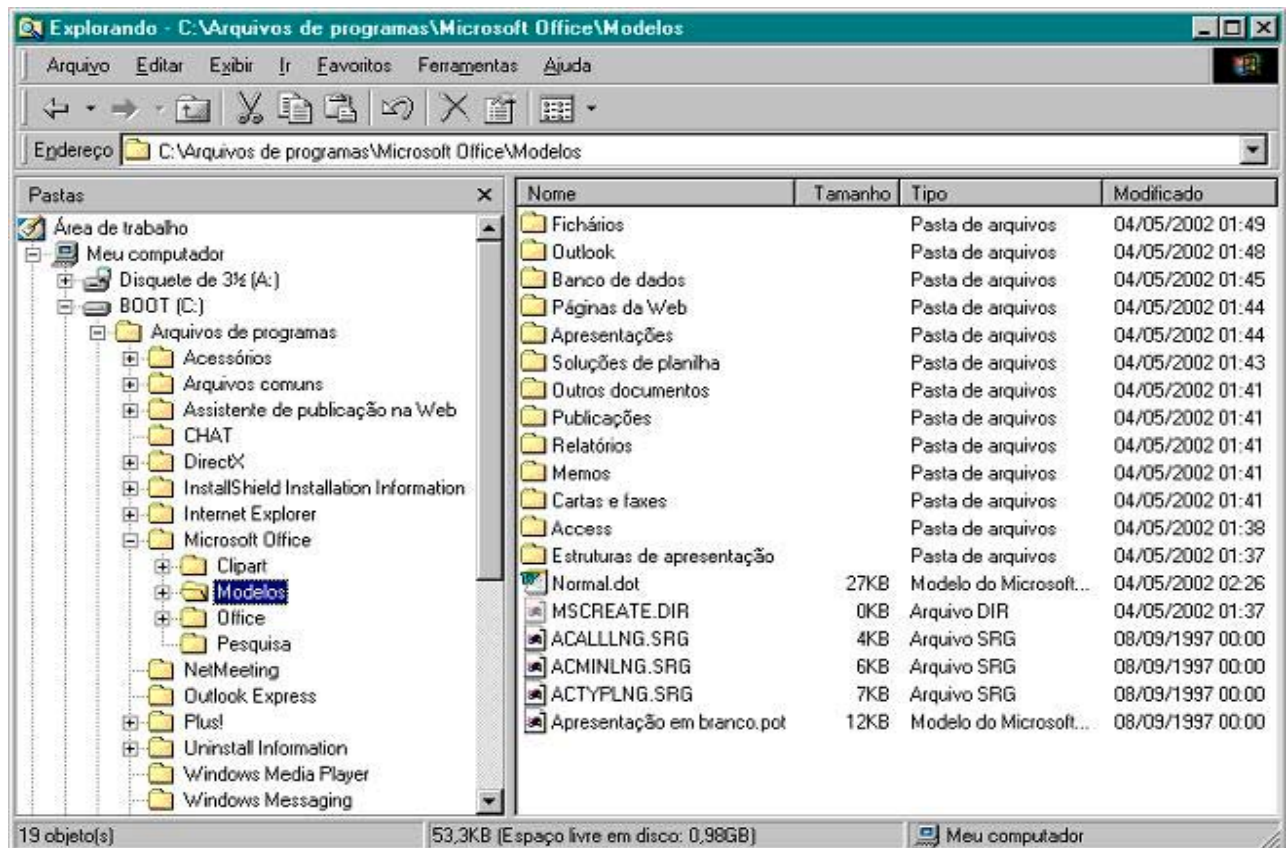 Explorando - C:\Arquivos de programas\Microsoft Office\Modelos
Arquivo Editar Exibir Ir Favoritos Ferramentas Ajuda
Endereço C:\Arquivos de programas\Microsoft Office\Modelos
Pastas
Área de trabalho
Meu computador
Disquete de 3½ (A:)
BOOT (C:)
Arquivos de programas
Acessórios
Arquivos comuns
Assistente de publicação na Web
CHAT
DirectX
InstallShield Installation Information
Internet Explorer
Microsoft Office
Clipart
Modelos
Office
Pesquisa
NetMeeting
Outlook Express
Plus!
Uninstall Information
Windows Media Player
Windows Messaging
Nome Tamanho Tipo Modificado
Fichários Pasta de arquivos 04/05/2002 01:49
Outlook Pasta de arquivos 04/05/2002 01:48
Banco de dados Pasta de arquivos 04/05/2002 01:45
Páginas da Web Pasta de arquivos 04/05/2002 01:44
Apresentações Pasta de arquivos 04/05/2002 01:44
Soluções de planilha Pasta de arquivos 04/05/2002 01:43
Outros documentos Pasta de arquivos 04/05/2002 01:41
Publicações Pasta de arquivos 04/05/2002 01:41
Relatórios Pasta de arquivos 04/05/2002 01:41
Memos Pasta de arquivos 04/05/2002 01:41
Cartas e faxes Pasta de arquivos 04/05/2002 01:41
Access Pasta de arquivos 04/05/2002 01:38
Estruturas de apresentação Pasta de arquivos 04/05/2002 01:37
Normal.dot 27KB Modelo do Microsoft... 04/05/2002 02:26
MSCREATE.DIR 0KB Arquivo DIR 04/05/2002 01:37
ACALLLNG.SRG 4KB Arquivo SRG 08/09/1997 00:00
ACMINLNG.SRG 6KB Arquivo SRG 08/09/1997 00:00
ACTYPLNG.SRG 7KB Arquivo SRG 08/09/1997 00:00
Apresentação em branco.pot 12KB Modelo do Microsoft... 08/09/1997 00:00
19 objeto(s) 53,3KB (Espaço livre em disco: 0,98GB) Meu computador